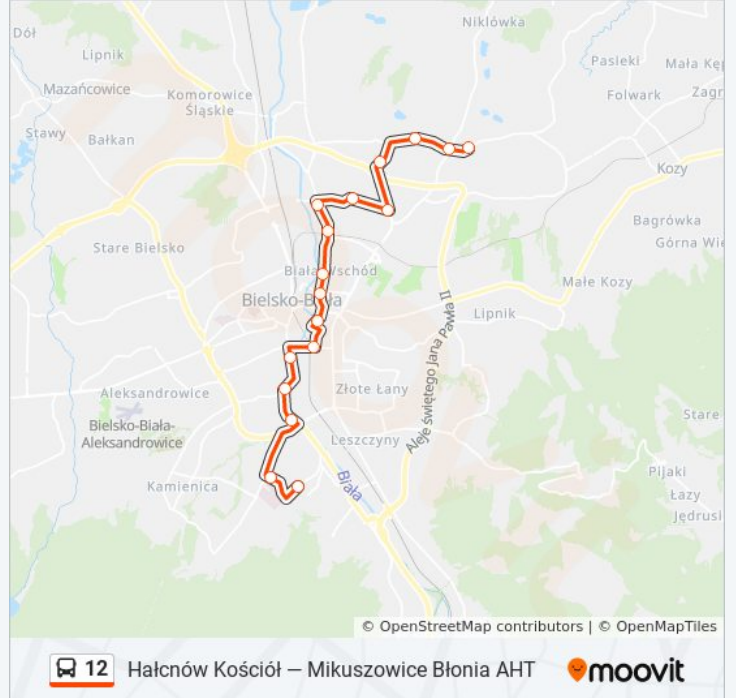 Niklówka
Dół
Lipnik
Pasieki
Mała Kęp
Mazańcowice
Komorowice
Śląskie
Folwark
Zagr
Stawy
Bałkan
Kozy
Bagrówka
Stare Bielsko
Górna Wie
Biała Wschód
Małe Kozy
Bielsko-Biała
Lipnik
Aleje świętego Jana Pawła II
Aleksandrowice
Złote Łany
Stare
Bielsko-Biała-
Aleksandrowice
Leszczyny
Pijaki
Kamienica
Biała
Łazy
Jędrusi
© OpenStreetMap contributors | © OpenMapTiles
12 Hałcnów Kościół — Mikuszowice Błonia AHT moovit